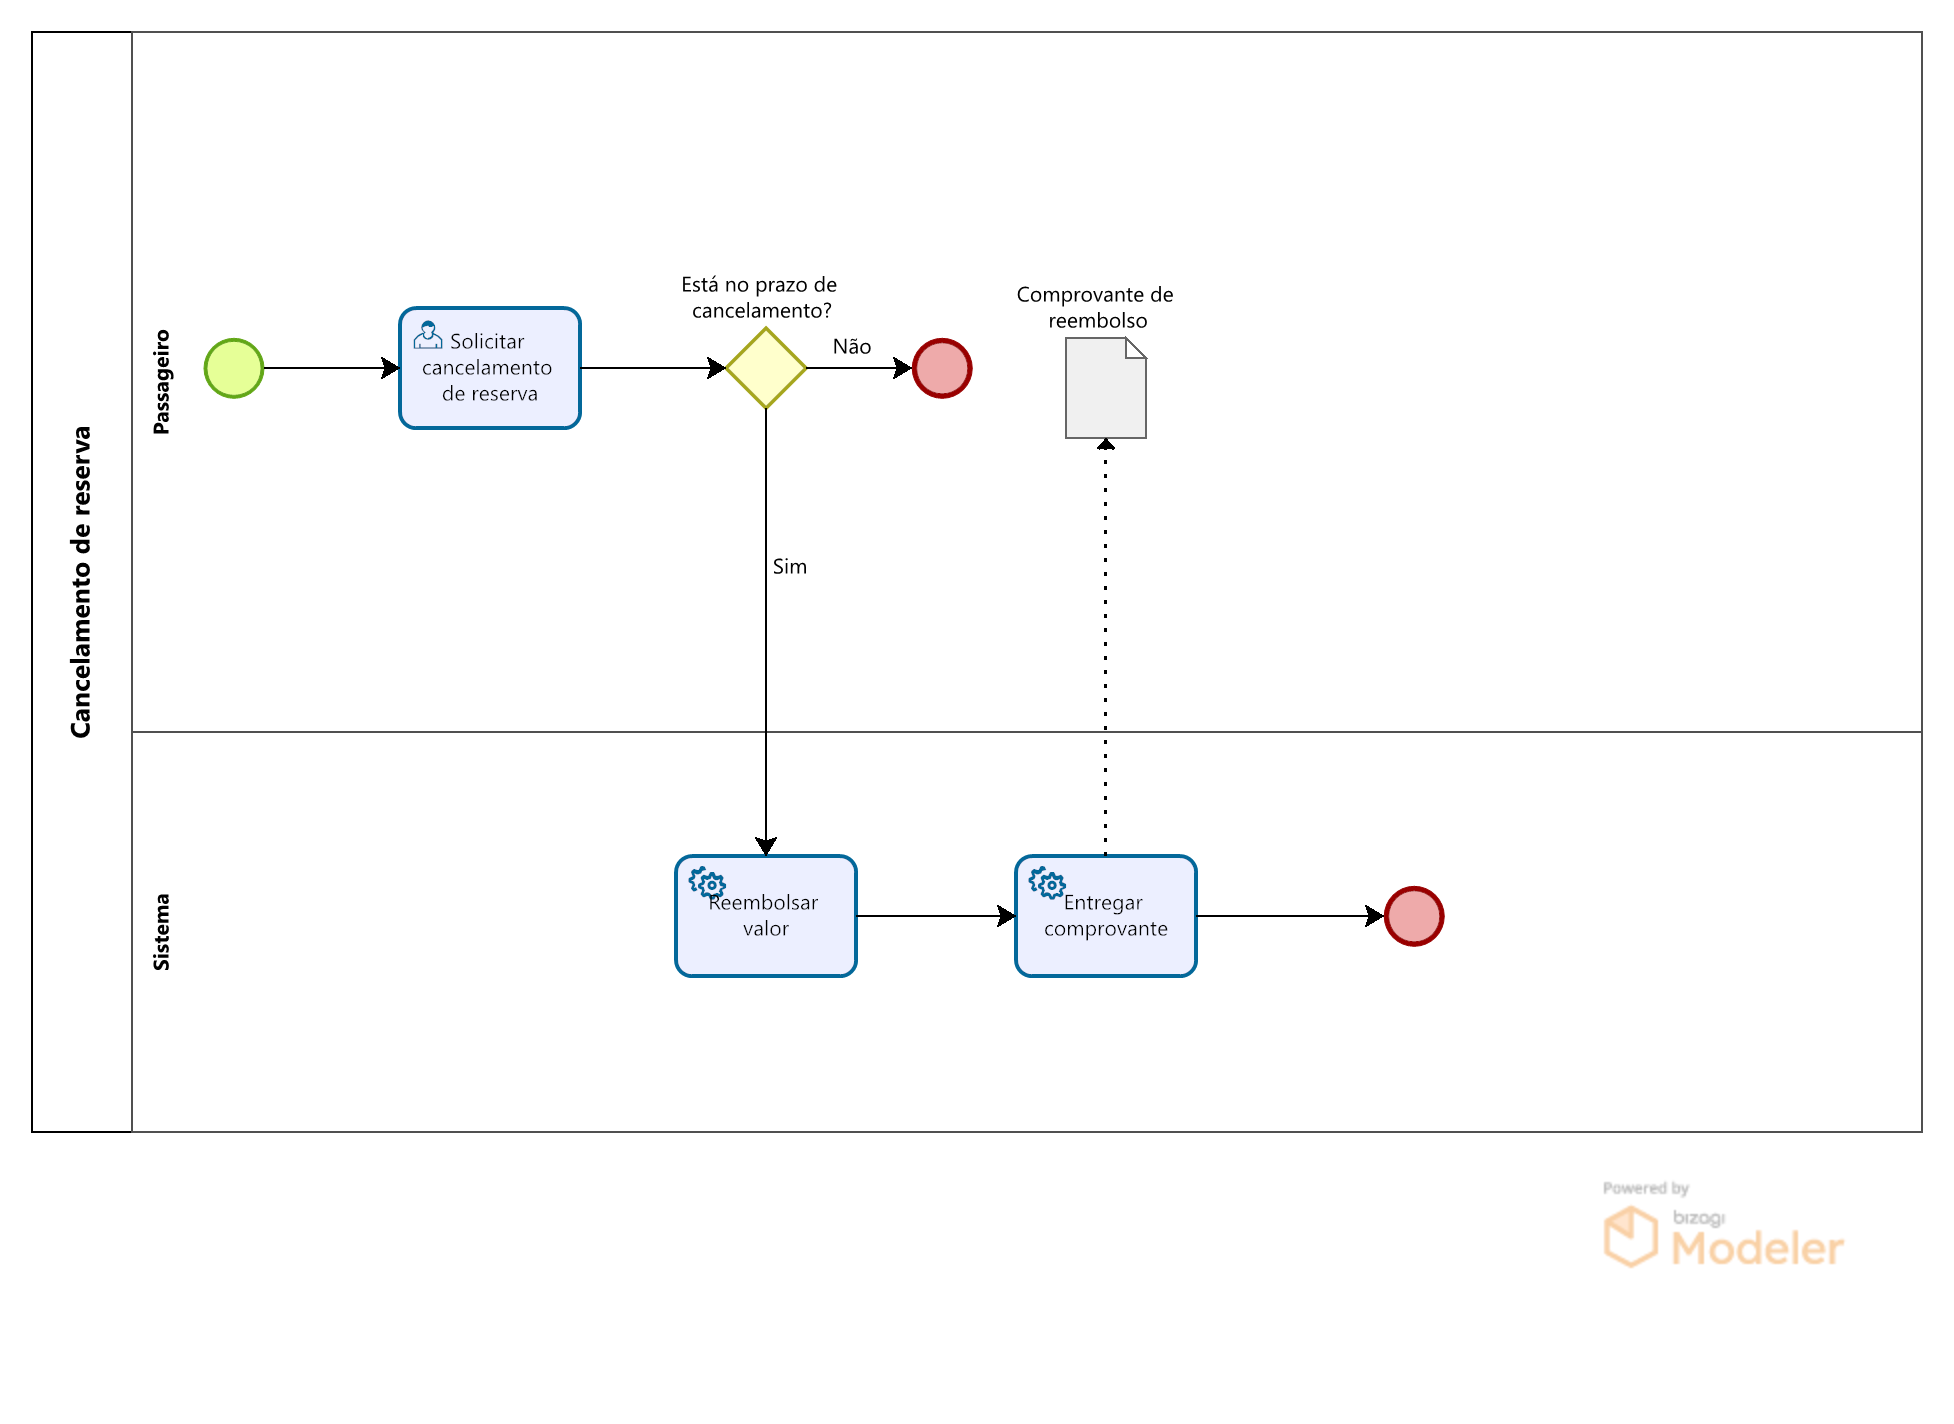 Cancelamento de reserva
Passageiro
Solicitar
cancelamento
de reserva
Está no prazo de
cancelamento?
Não
Comprovante de
reembolso
Sim
Sistema
Reembolsar
valor
Entregar
comprovante
Powered by
bizagi
Modeler